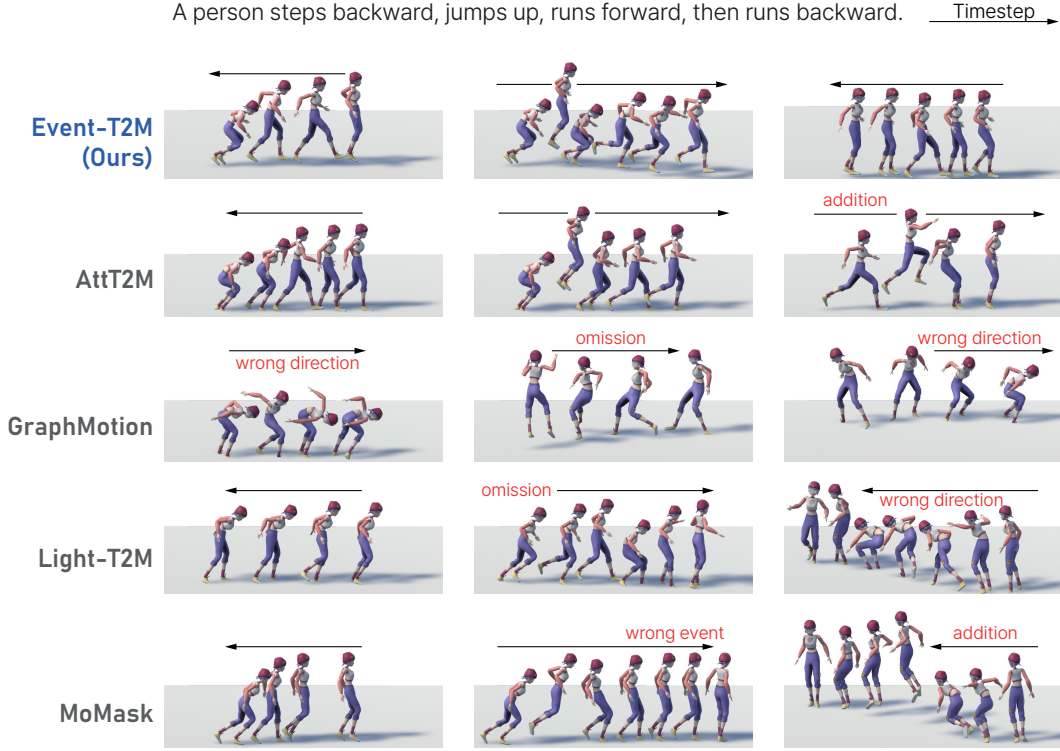 A person steps backward, jumps up, runs forward, then runs backward.
Timestep
Event-T2M
(Ours)
AttT2M
addition
GraphMotion
wrong direction
omission
wrong direction
Light-T2M
omission
wrong direction
MoMask
wrong event
addition